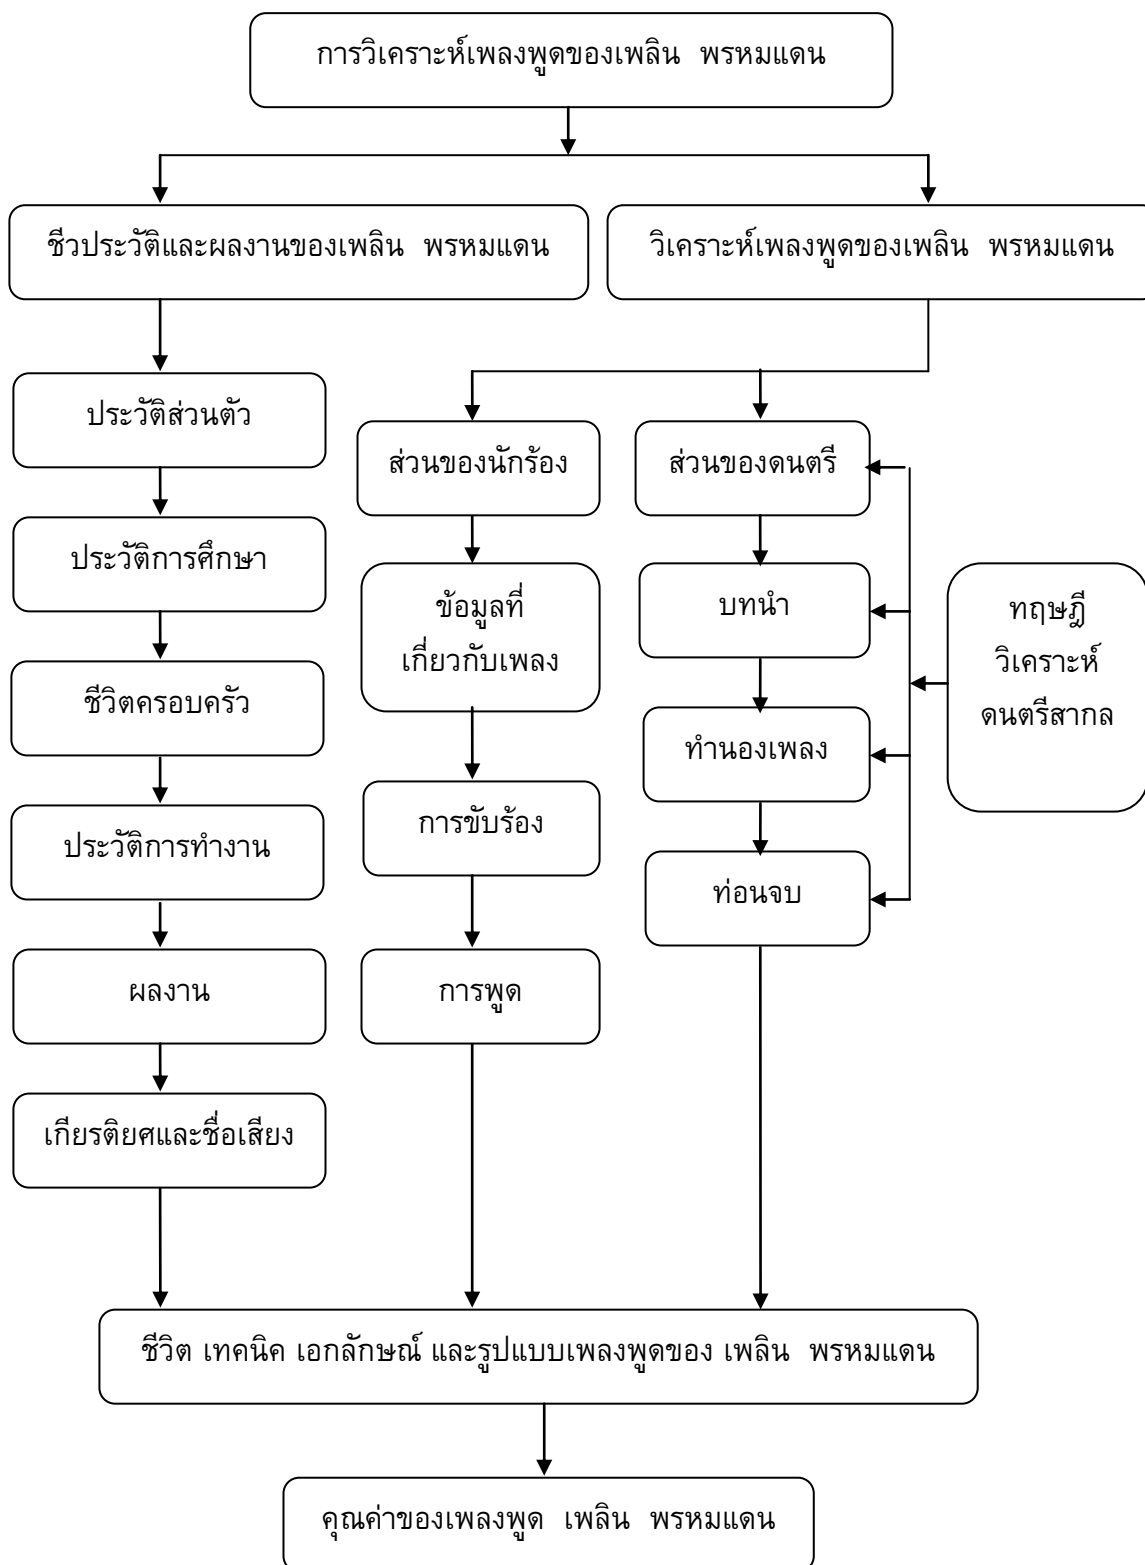 การวิเคราะห์เพลงพูดของเพลิน พรหมแดน
ชีวประวัติและผลงานของเพลิน พรหมแดน
วิเคราะห์เพลงพูดของเพลิน พรหมแดน
ประวัติส่วนตัว
ประวัติการศึกษา
ชีวิตครอบครัว
ประวัติการทำงาน
ผลงาน
เกียรติยศและชื่อเสียง
ส่วนของนักร้อง
ข้อมูลที่
เกี่ยวกับเพลง
การขับร้อง
การพูด
ส่วนของดนตรี
บทนำ
ทำนองเพลง
ท่อนจบ
ทฤษฎี
วิเคราะห์
ดนตรีสากล
ชีวิต เทคนิค เอกลักษณ์ และรูปแบบเพลงพูดของ เพลิน พรหมแดน
คุณค่าของเพลงพูด เพลิน พรหมแดน